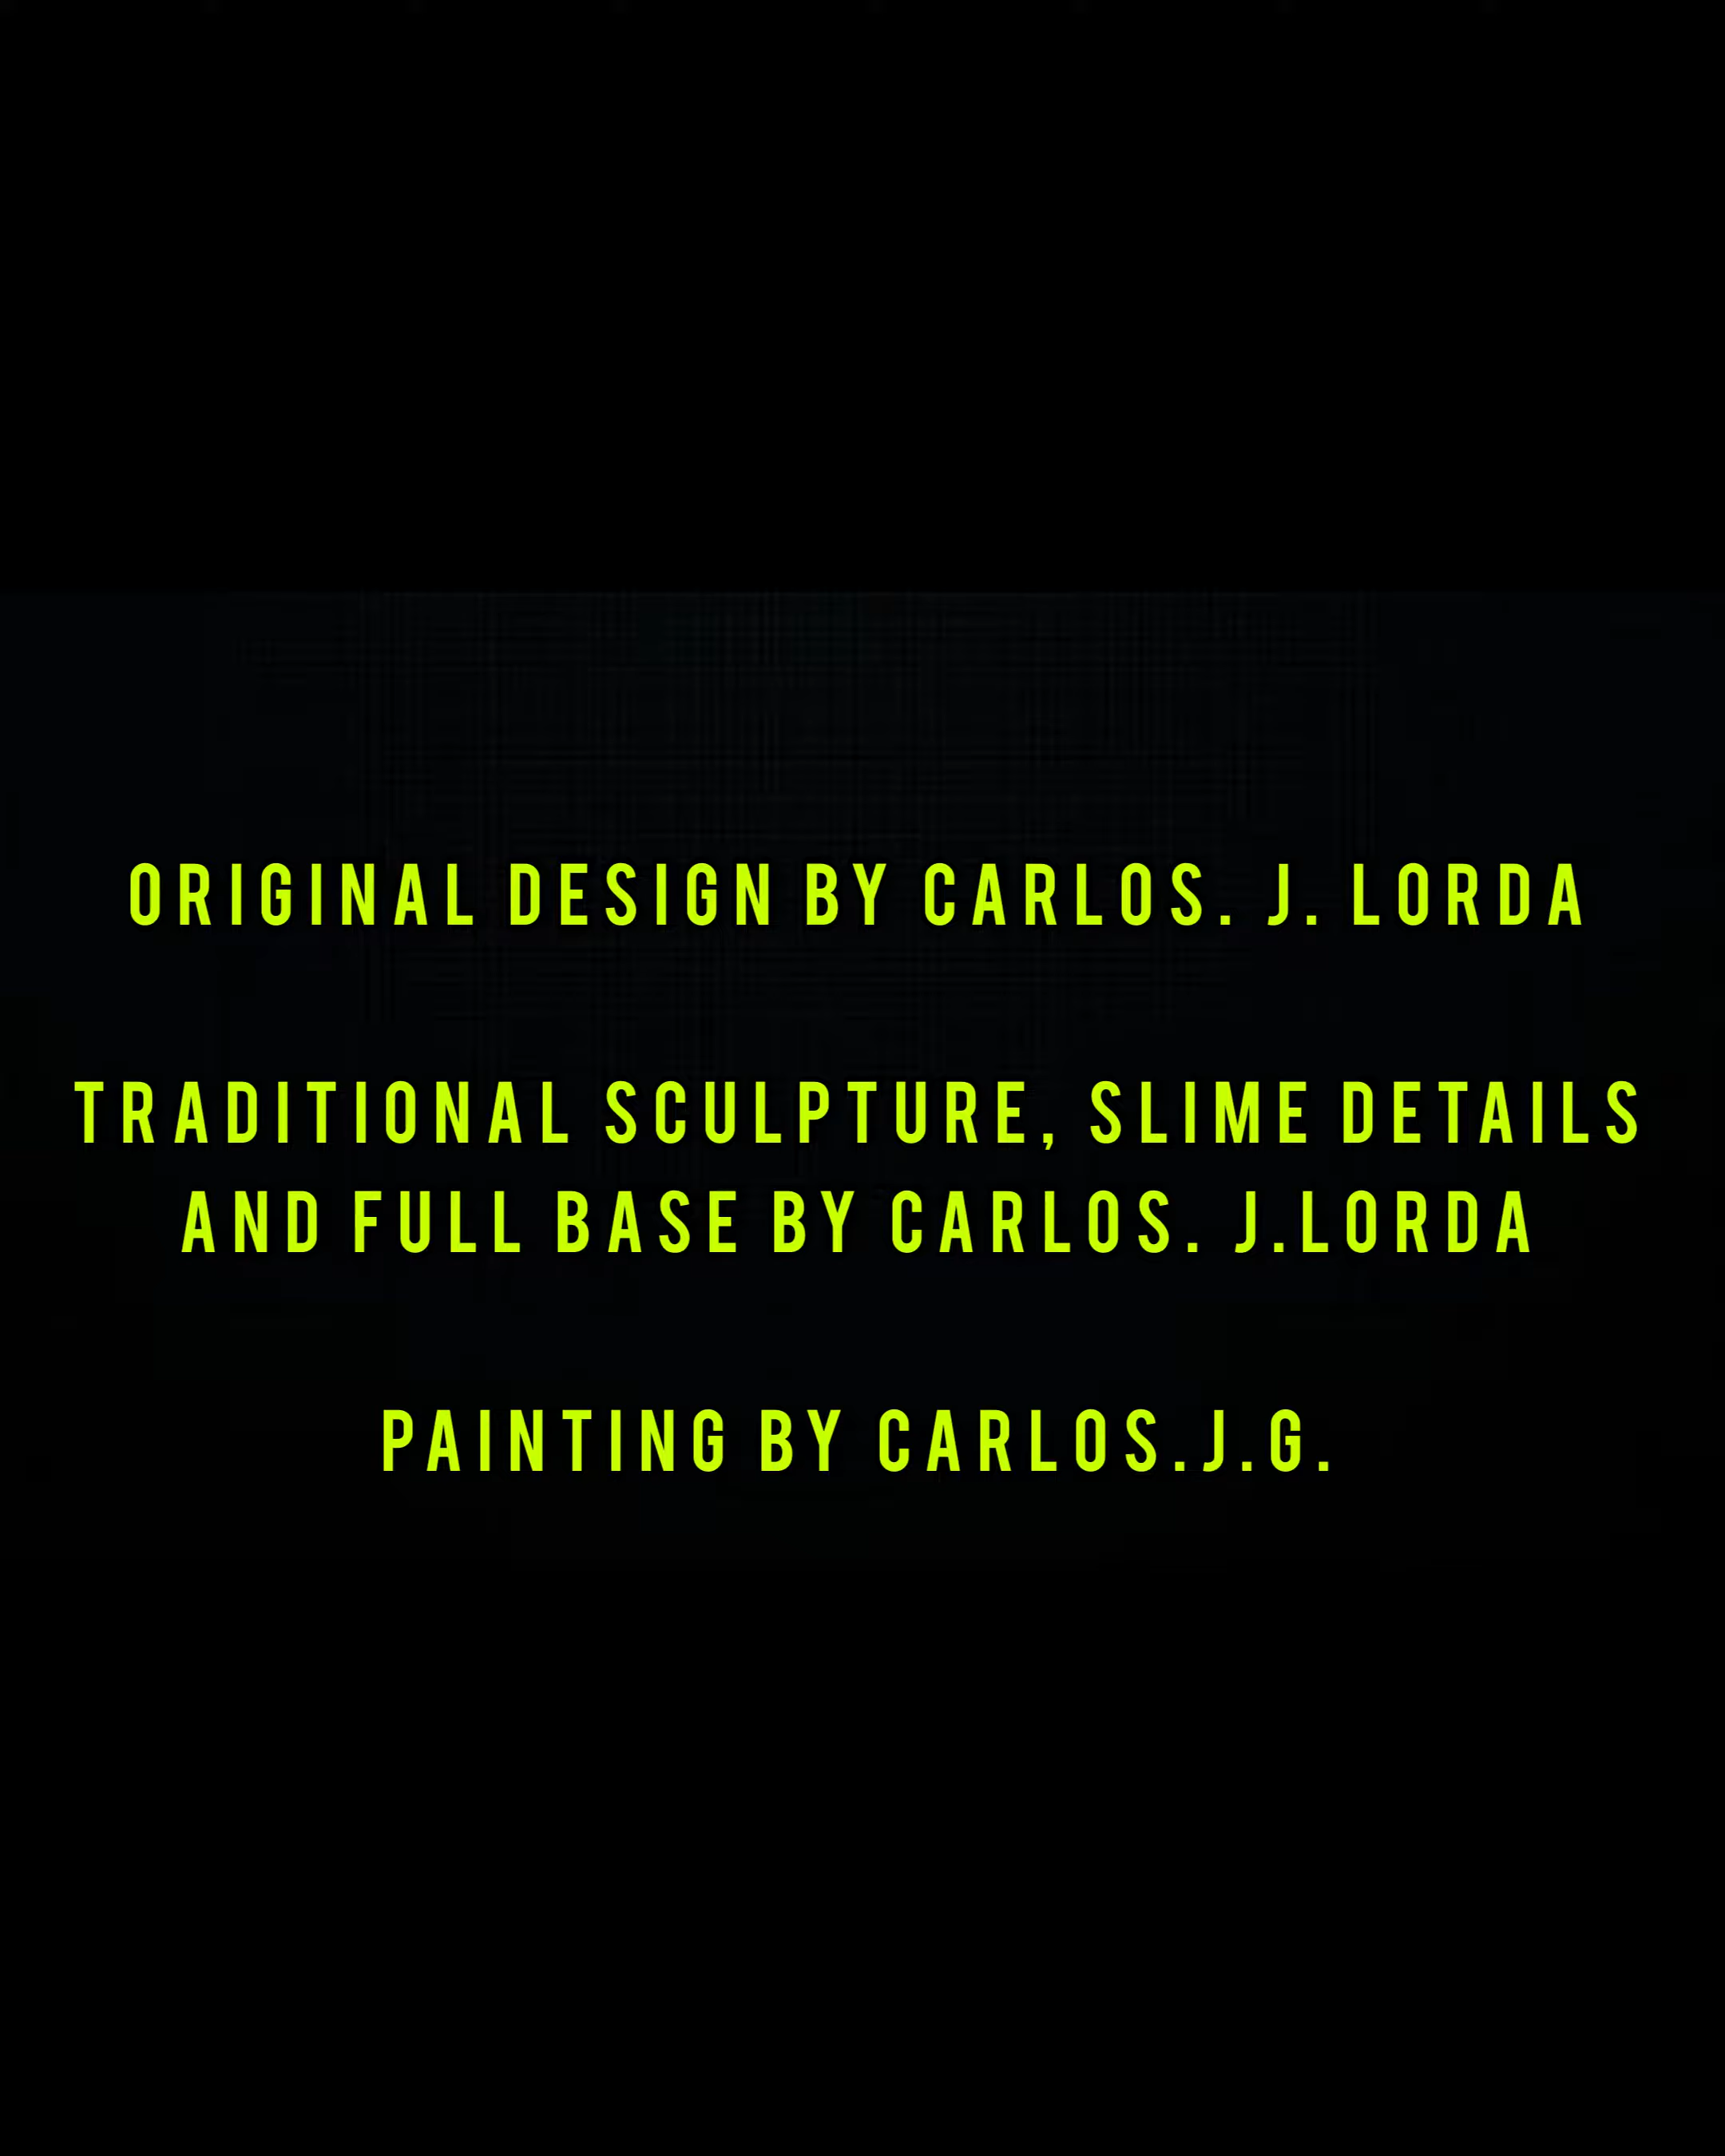 ORIGINAL DESIGN BY CARLOS. J. LORDA
TRADITIONAL SCULPTURE, SLIME DETAILS
AND FULL BASE BY CARLOS. J.LORDA
PAINTING BY CARLOS.J.G.